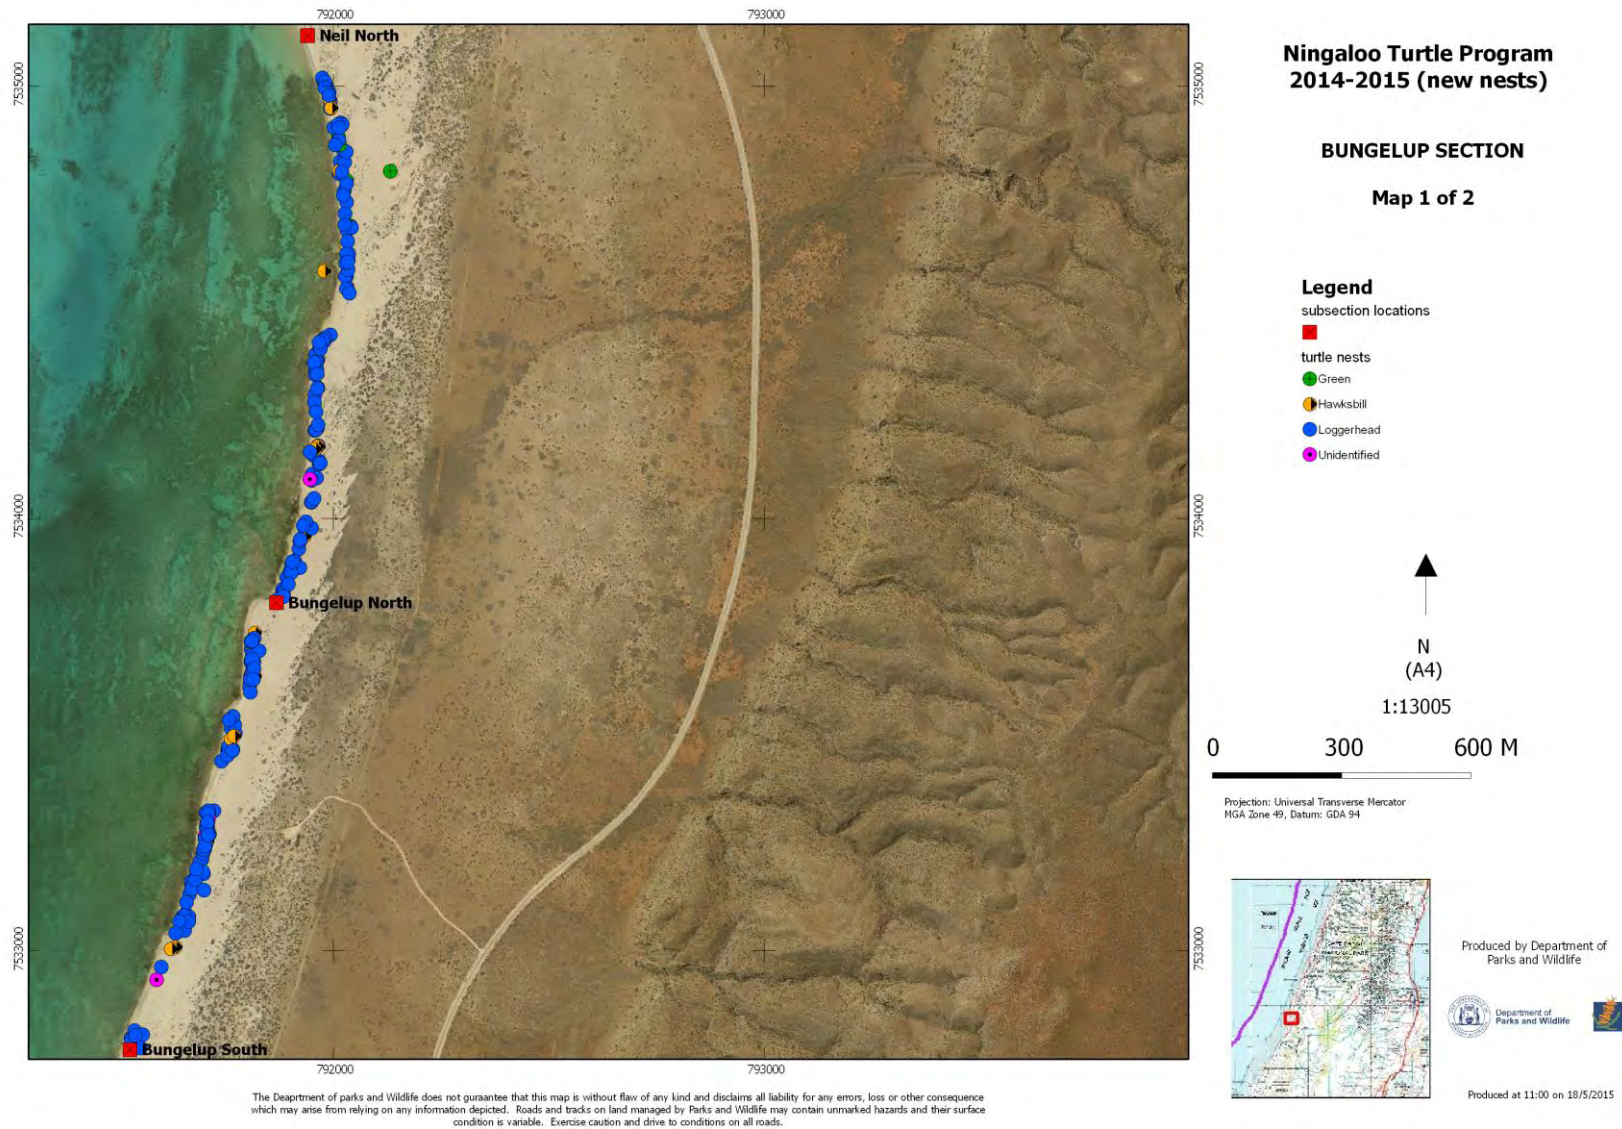 792000
793000
Neil North
7535000
7535000
7534000
7534000
Bungelup North
7533000
7533000
Bungelup South
792000
793000
Ningaloo Turtle Program
2014-2015 (new nests)
BUNGELUP SECTION
Map 1 of 2
Legend
subsection locations
turtle nests
Green
Hawksbill
Loggerhead
Unidentified
N
(A4)
1:13005
0 300 600 M
Projection: Universal Transverse Mercator
MGA Zone 49, Datum: GDA 94
Produced by Department of
Parks and Wildlife
Department of
Parks and Wildlife
Produced at 11:00 on 18/5/2015
The Deaprtment of parks and Wildlife does not guraantee that this map is without flaw of any kind and disclaims all liability for any errors, loss or other consequence
which may arise from relying on any information depicted. Roads and tracks on land managed by Parks and Wildlife may contain unmarked hazards and their surface
condition is variable. Exercise caution and drive to conditions on all roads.